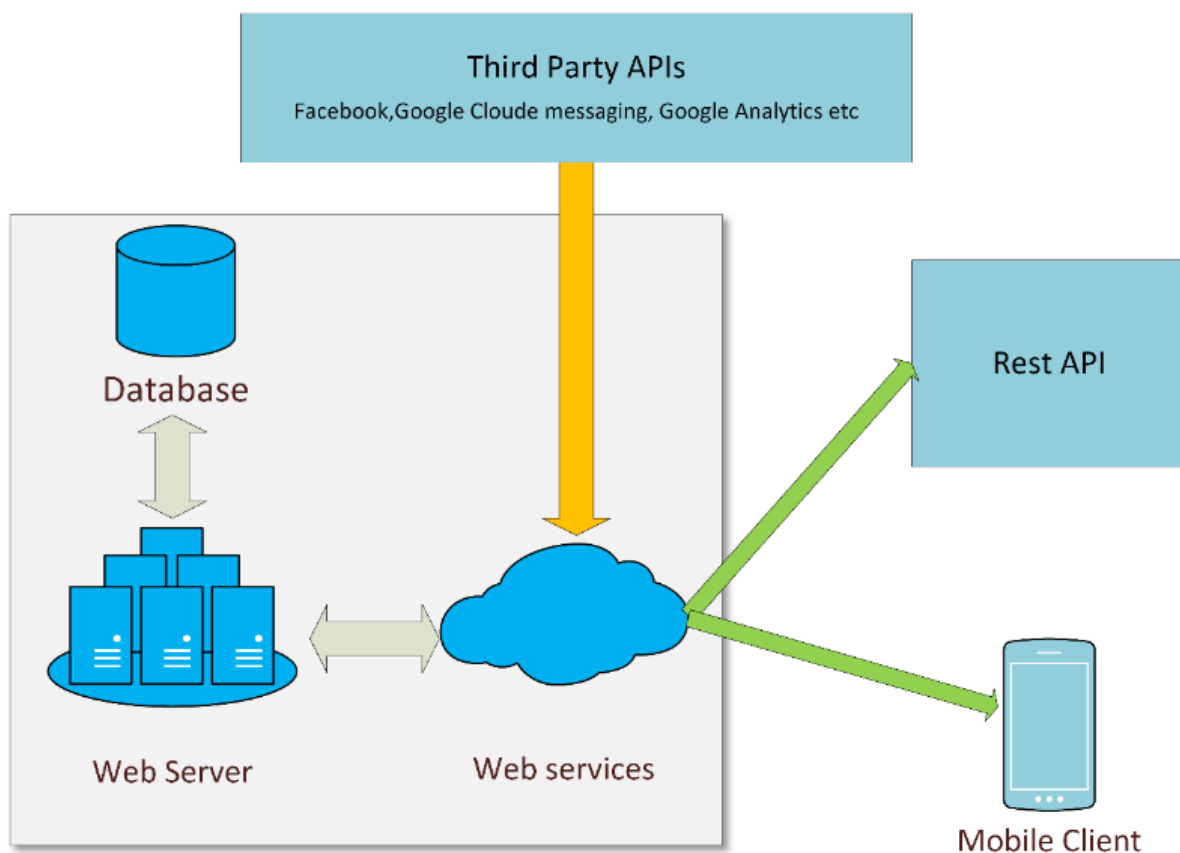 Third Party APIs
Facebook,Google Cloude messaging, Google Analytics etc
Database
Rest API
Web Server
Web services
Mobile Client